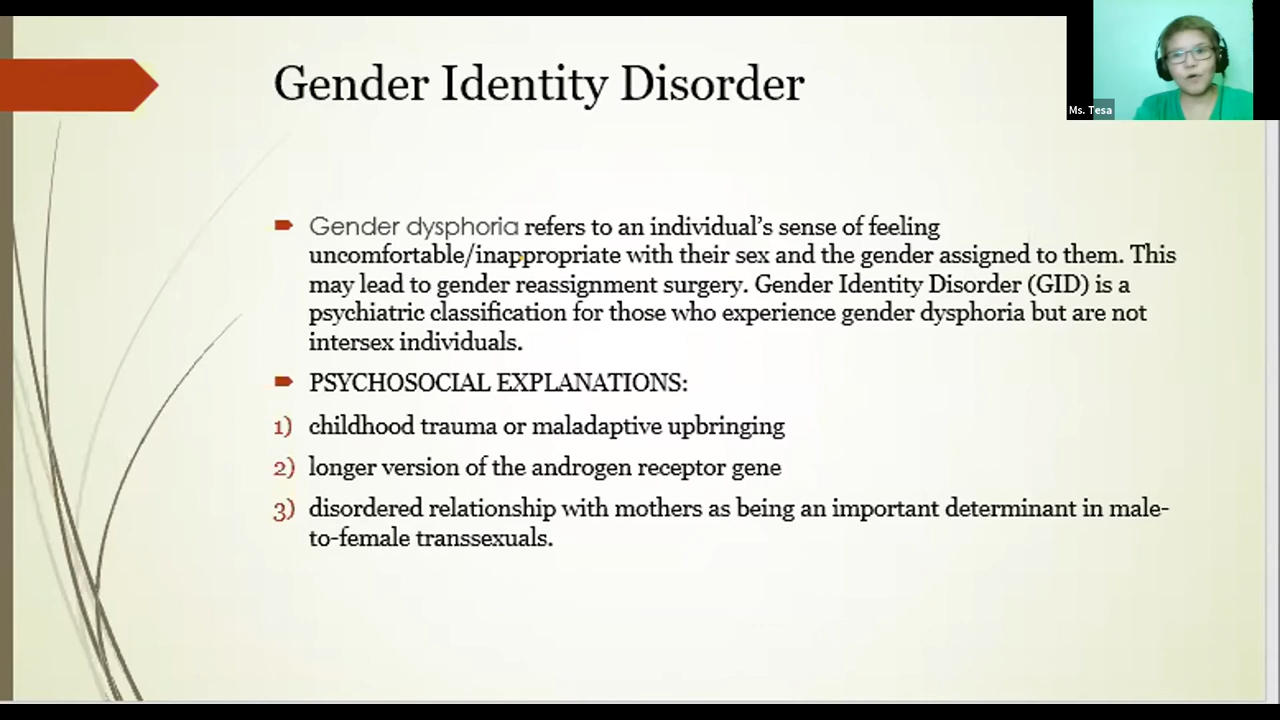 Gender Identity Disorder
Ms. Tesa
Gender dysphoria refers to an individual's sense of feeling
uncomfortable/inappropriate with their sex and the gender assigned to them. This
may lead to gender reassignment surgery. Gender Identity Disorder (GID) is a
psychiatric classification for those who experience gender dysphoria but are not
intersex individuals.
PSYCHOSOCIAL EXPLANATIONS:
1) childhood trauma or maladaptive upbringing
2) longer version of the androgen receptor gene
3) disordered relationship with mothers as being an important determinant in male-
to-female transsexuals.